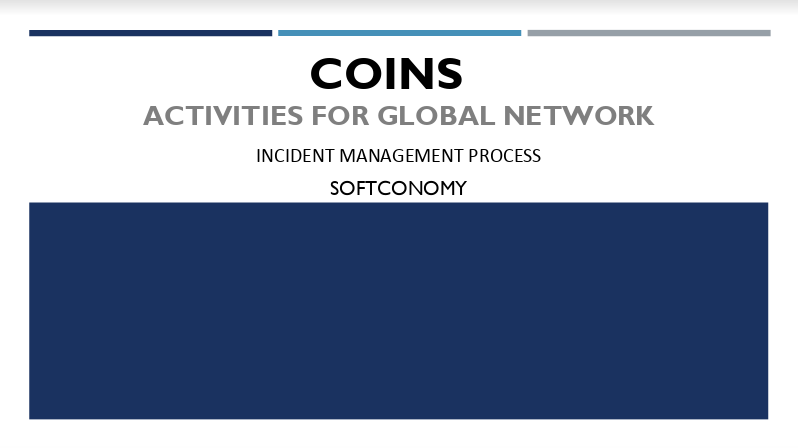 COINS
ACTIVITIES FOR GLOBAL NETWORK
INCIDENT MANAGEMENT PROCESS
SOFTCONOMY